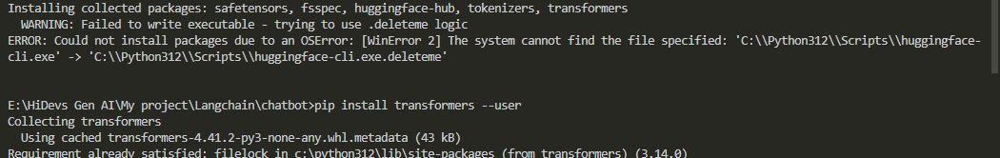 Installing collected packages: safetensors, fsspec, huggingface-hub, tokenizers, transformers
  WARNING: Failed to write executable - trying to use .deleteme logic
ERROR: Could not install packages due to an OSError: [WinError 2] The system cannot find the file specified: 'C:\\Python312\\Scripts\\huggingface-
cli.exe' -> 'C:\\Python312\\Scripts\\huggingface-cli.exe.deleteme'
E:\HiDevs Gen AI\My project\Langchain\chatbot>pip install transformers --user
Collecting transformers
  Using cached transformers-4.41.2-py3-none-any.whl.metadata (43 kB)
Requirement already satisfied: filelock in c:\python312\lib\site-packages (from transformers) (3.14.0)